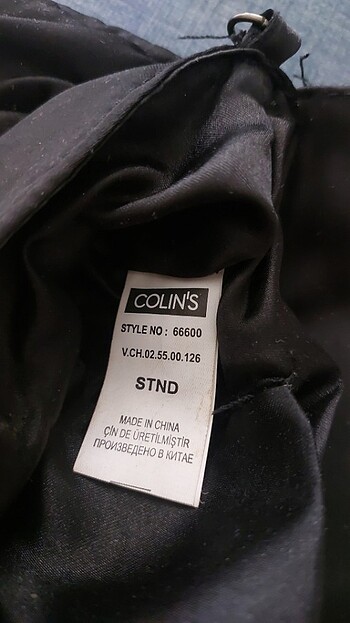 COLIN'S
STYLE NO : 66600
V.CH.02.55.00.126
STND
MADE IN CHINA
ÇİN DE ÜRETİLMİŞTİR
ПРОИЗВЕДЕНО В КИТАЕ